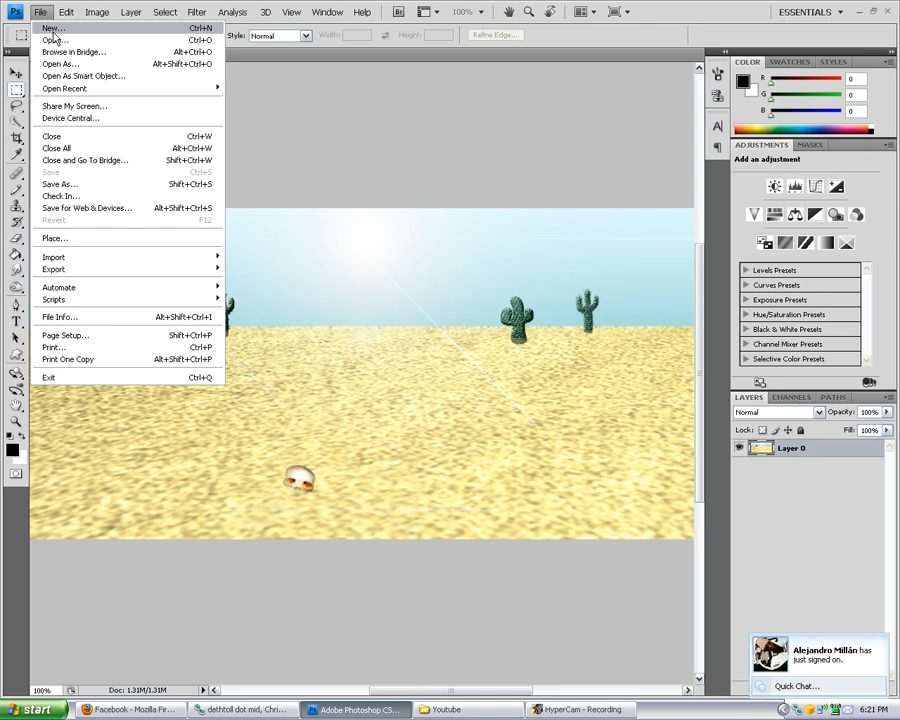 Ps File Edit Image Layer Select Filter Analysis 3D View Window Help Br 100% ESSENTIALS
Style: Normal Width: Height: Refine Edge...
New... Ctrl+N
Open... Ctrl+O
Browse in Bridge... Alt+Ctrl+O
Open As... Alt+Shift+Ctrl+O
Open As Smart Object...
Open Recent
Share My Screen...
Device Central...
Close Ctrl+W
Close All Alt+Ctrl+W
Close and Go To Bridge... Shift+Ctrl+W
Save Ctrl+S
Save As... Shift+Ctrl+S
Check In...
Save for Web & Devices... Alt+Shift+Ctrl+S
Revert F12
Place...
Import
Export
Automate
Scripts
File Info... Alt+Shift+Ctrl+I
Page Setup... Shift+Ctrl+P
Print... Ctrl+P
Print One Copy Alt+Shift+Ctrl+P
Exit Ctrl+Q
COLOR SWATCHES STYLES
R 0
G 0
B 0
ADJUSTMENTS MASKS
Add an adjustment
Levels Presets
Curves Presets
Exposure Presets
Hue/Saturation Presets
Black & White Presets
Channel Mixer Presets
Selective Color Presets
LAYERS CHANNELS PATHS
Normal Opacity: 100%
Lock: Fill: 100%
Layer 0
Alejandro Millán has
just signed on.
Quick Chat...
100% Doc: 1.31M/1.31M
start Facebook - Mozilla Fir... dethtoll dot mid, Chri... Adobe Photoshop CS... Youtube HyperCam - Recording 6:21 PM